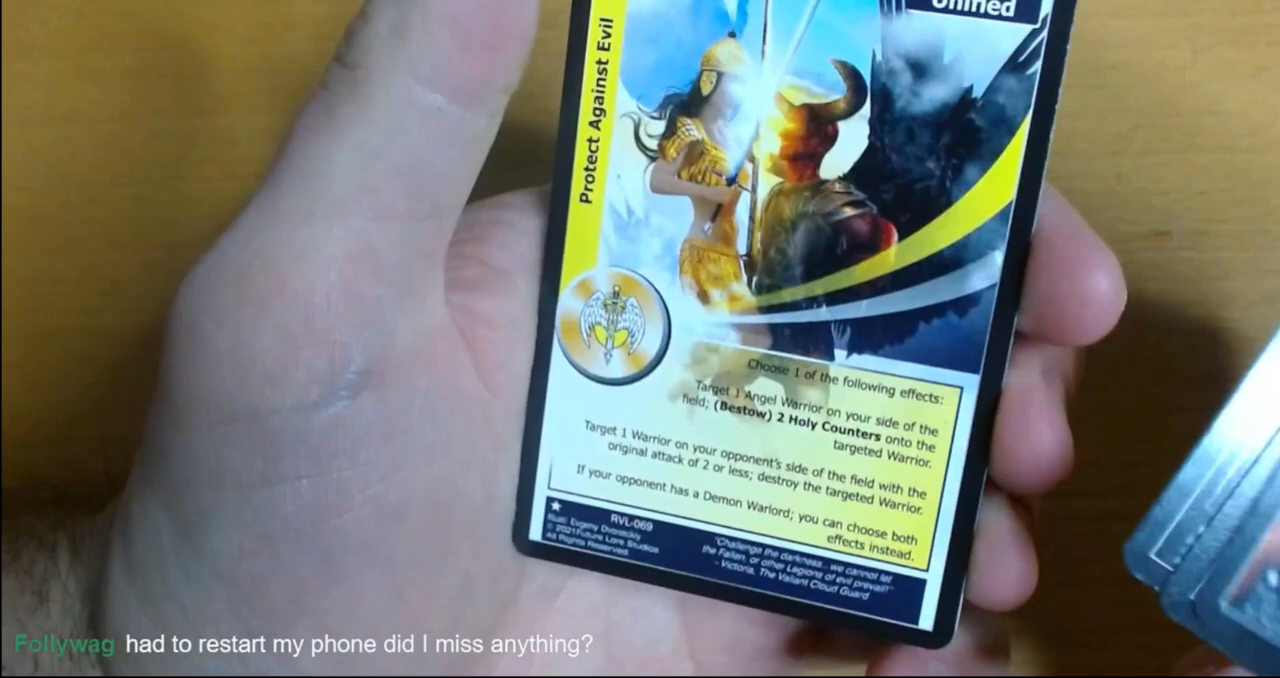 Unified
Protect Against Evil
Choose 1 of the following effects:
Target 1 Angel Warrior on your side of the
field; (Bestow) 2 Holy Counters onto the
targeted Warrior.
Target 1 Warrior on your opponent's side of the field with the
original attack of 2 or less; destroy the targeted Warrior.
If your opponent has a Demon Warlord; you can choose both
effects instead.
RVL-069
Illust: Evgeny Dvoretckiy
© 2021 Future Lore Studios
All Rights Reserved.
"Challenge the darkness... we cannot let
the Fallen, or other Legions of evil prevail!"
- Victoria, The Valiant Cloud Guard
Follywag had to restart my phone did I miss anything?